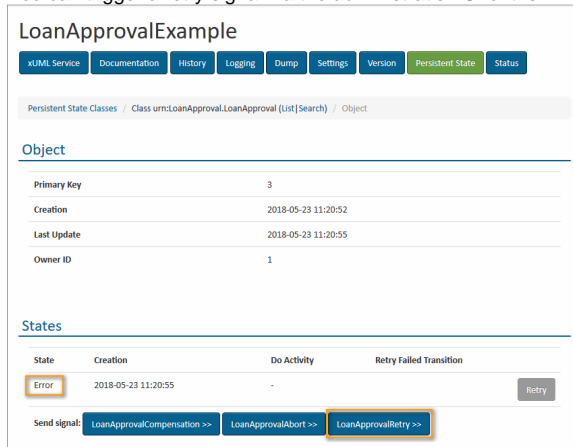 LoanApprovalExample
xUML Service Documentation History Logging Dump Settings Version Persistent State Status
Persistent State Classes / Class urn:LoanApproval.LoanApproval (List|Search) / Object
Object
Primary Key 3
Creation 2018-05-23 11:20:52
Last Update 2018-05-23 11:20:55
Owner ID 1
States
State Creation Do Activity Retry Failed Transition
Error 2018-05-23 11:20:55 - Retry
Send signal: LoanApprovalCompensation >> LoanApprovalAbort >> LoanApprovalRetry >>